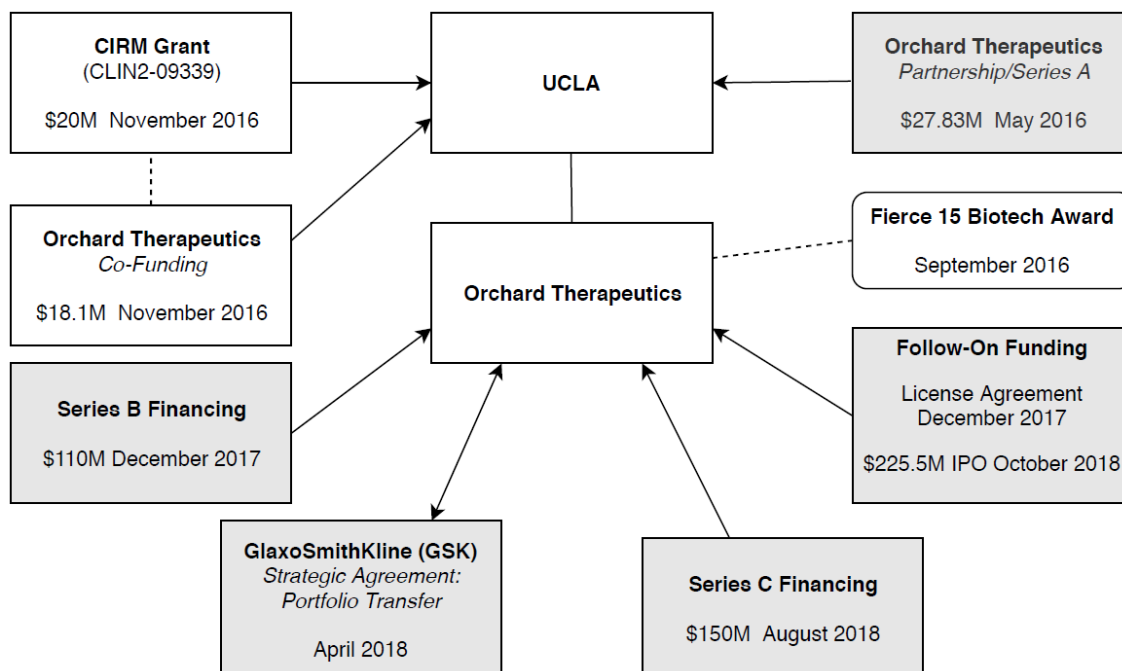 CIRM Grant
(CLIN2-09339)
$20M  November 2016
UCLA
Orchard Therapeutics
Partnership/Series A
$27.83M  May 2016
Orchard Therapeutics
Co-Funding
$18.1M  November 2016
Orchard Therapeutics
Fierce 15 Biotech Award
September 2016
Series B Financing
$110M December 2017
Follow-On Funding
License Agreement
December 2017
$225.5M IPO October 2018
GlaxoSmithKline (GSK)
Strategic Agreement:
Portfolio Transfer
April 2018
Series C Financing
$150M  August 2018